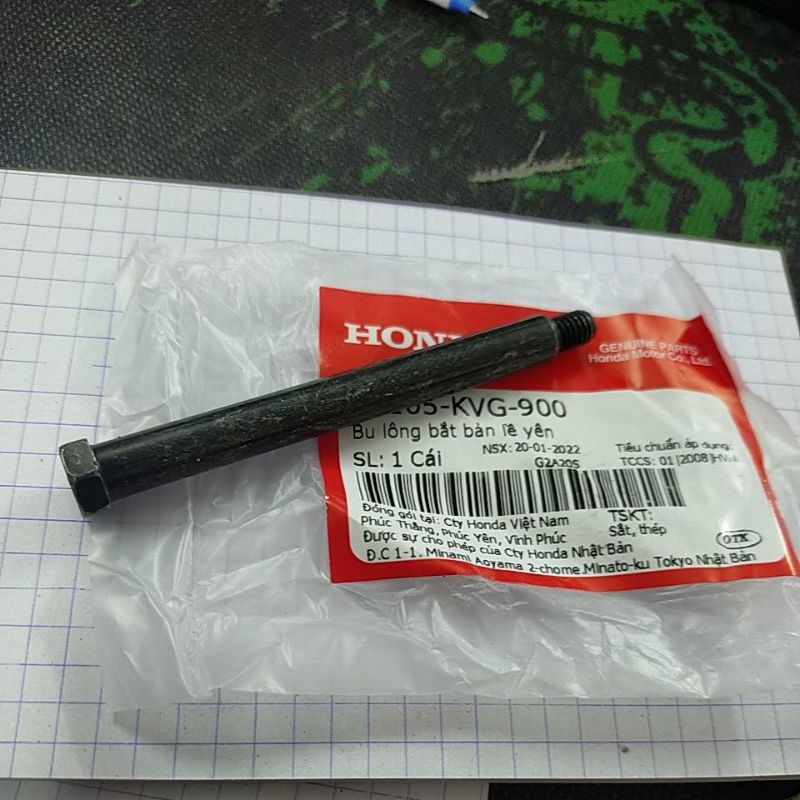 HON
GENUINE PARTS
Honda Motor Co., Ltd.
205-KVG-900
Bu lông bắt bản lề yên
NSX: 20-01-2022
Tiêu chuẩn áp dụng:
SL: 1 Cái
G2A205
TCCS: 01|2008|HVN
Đóng gói tại: Cty Honda Việt Nam
Phúc Thắng, Phúc Yên, Vĩnh Phúc
TSKT:
Sắt, thép
Được sự cho phép của Cty Honda Nhật Bản
OTK
Đ.C 1-1, Minami Aoyama 2-chome Minato-ku Tokyo Nhật Bản